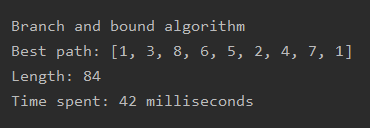 Branch and bound algorithm
Best path: [1, 3, 8, 6, 5, 2, 4, 7, 1]
Length: 84
Time spent: 42 milliseconds